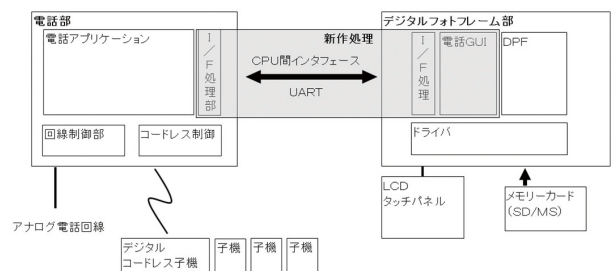 電話部
電話アプリケーション
I/F処理部
新作処理
CPU間インタフェース
UART
回線制御部
コードレス制御
デジタルフォトフレーム部
I/F処理
電話GUI
DPF
ドライバ
アナログ電話回線
デジタル
コードレス子機
子機
子機
子機
LCD
タッチパネル
メモリーカード
(SD/MS)